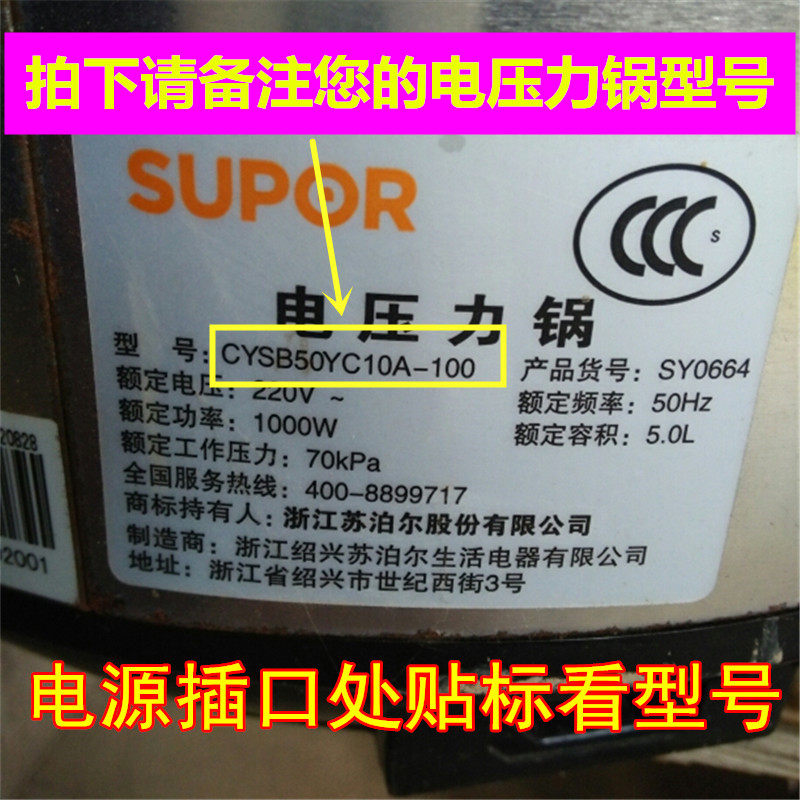 拍下请备注您的电压力锅型号
SUPOR
CCC S
电压力锅
型 号：CYSB50YC10A-100 产品货号：SY0664
额定电压：220V ~ 额定频率：50Hz
额定功率：1000W 额定容积：5.0L
额定工作压力：70kPa
全国服务热线：400-8899717
商标持有人：浙江苏泊尔股份有限公司
制造商：浙江绍兴苏泊尔生活电器有限公司
地址：浙江省绍兴市世纪西街3号
20828
02001
电源插口处贴标看型号